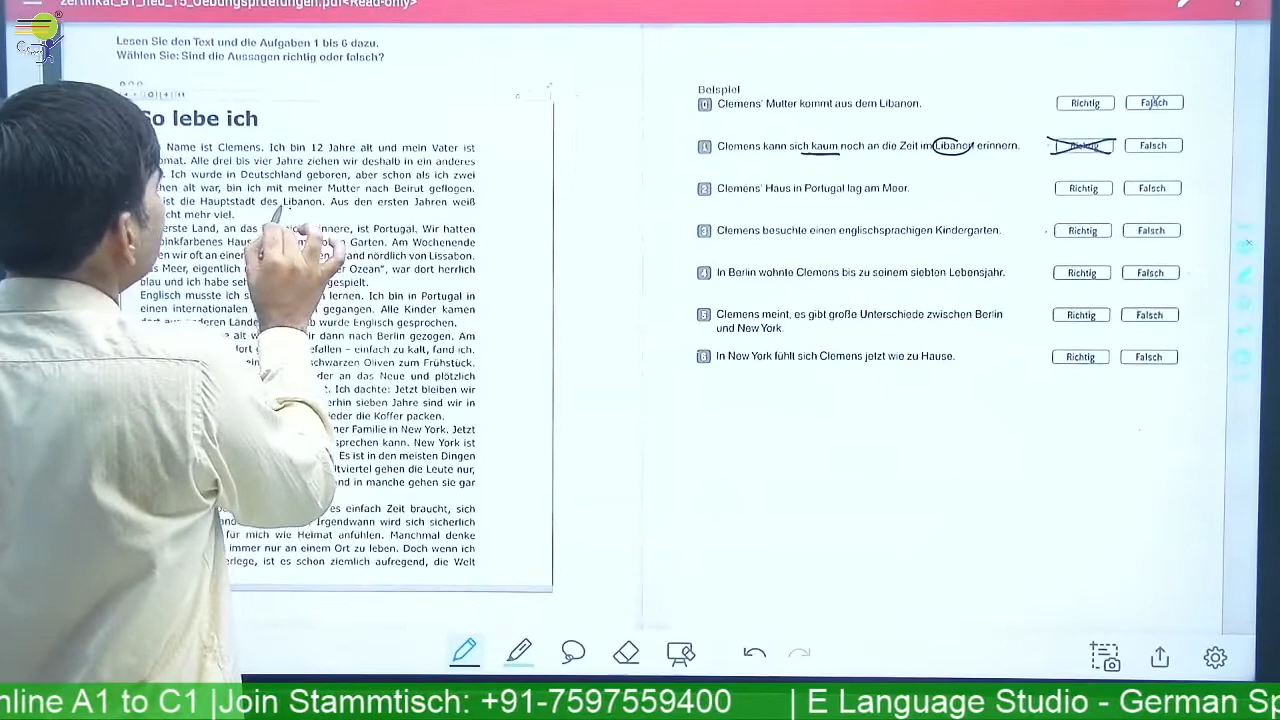 zertifikat_B1_neu_15_Uebungspruefungen.pdf<Read-only>
Lesen Sie den Text und die Aufgaben 1 bis 6 dazu.
Wählen Sie: Sind die Aussagen richtig oder falsch?
So lebe ich
Name ist Clemens. Ich bin 12 Jahre alt und mein Vater ist
Alle drei bis vier Jahre ziehen wir deshalb in ein anderes
Ich wurde in Deutschland geboren, aber schon als ich zwei
alt war, bin ich mit meiner Mutter nach Beirut geflogen.
ist die Hauptstadt des Libanon. Aus den ersten Jahren weiß
mehr viel.
Land, an das ist Portugal. Wir hatten
Garten. Am Wochenende
wir oft an nördlich von Lissabon.
Meer, eigentlich Ozean", war dort herrlich
blau und ich habe gespielt.
Englisch musste ich lernen. Ich bin in Portugal in
einen internationalen gegangen. Alle Kinder kamen
wurde Englisch gesprochen.
alt dann nach Berlin gezogen. Am
– einfach zu kalt, fand ich.
schwarzen Oliven zum Frühstück.
an das Neue und plötzlich
Ich dachte: Jetzt bleiben wir
sieben Jahre sind wir in
die Koffer packen.
Familie in New York. Jetzt
sprechen kann. New York ist
Es ist in den meisten Dingen
gehen die Leute nur,
in manche gehen sie gar
es einfach Zeit braucht, sich
Irgendwann wird sich sicherlich
für mich wie Heimat anfühlen. Manchmal denke
immer nur an einem Ort zu leben. Doch wenn ich
ist es schon ziemlich aufregend, die Welt
Beispiel
0 Clemens' Mutter kommt aus dem Libanon. Richtig Falsch
1 Clemens kann sich kaum noch an die Zeit im Libanon erinnern. Falsch
2 Clemens' Haus in Portugal lag am Meer. Richtig Falsch
3 Clemens besuchte einen englischsprachigen Kindergarten. Richtig Falsch
4 In Berlin wohnte Clemens bis zu seinem siebten Lebensjahr. Richtig Falsch
5 Clemens meint, es gibt große Unterschiede zwischen Berlin
und New York. Richtig Falsch
6 In New York fühlt sich Clemens jetzt wie zu Hause. Richtig Falsch
nline A1 to C1 |Join Stammtisch: +91-7597559400 | E Language Studio - German Sp